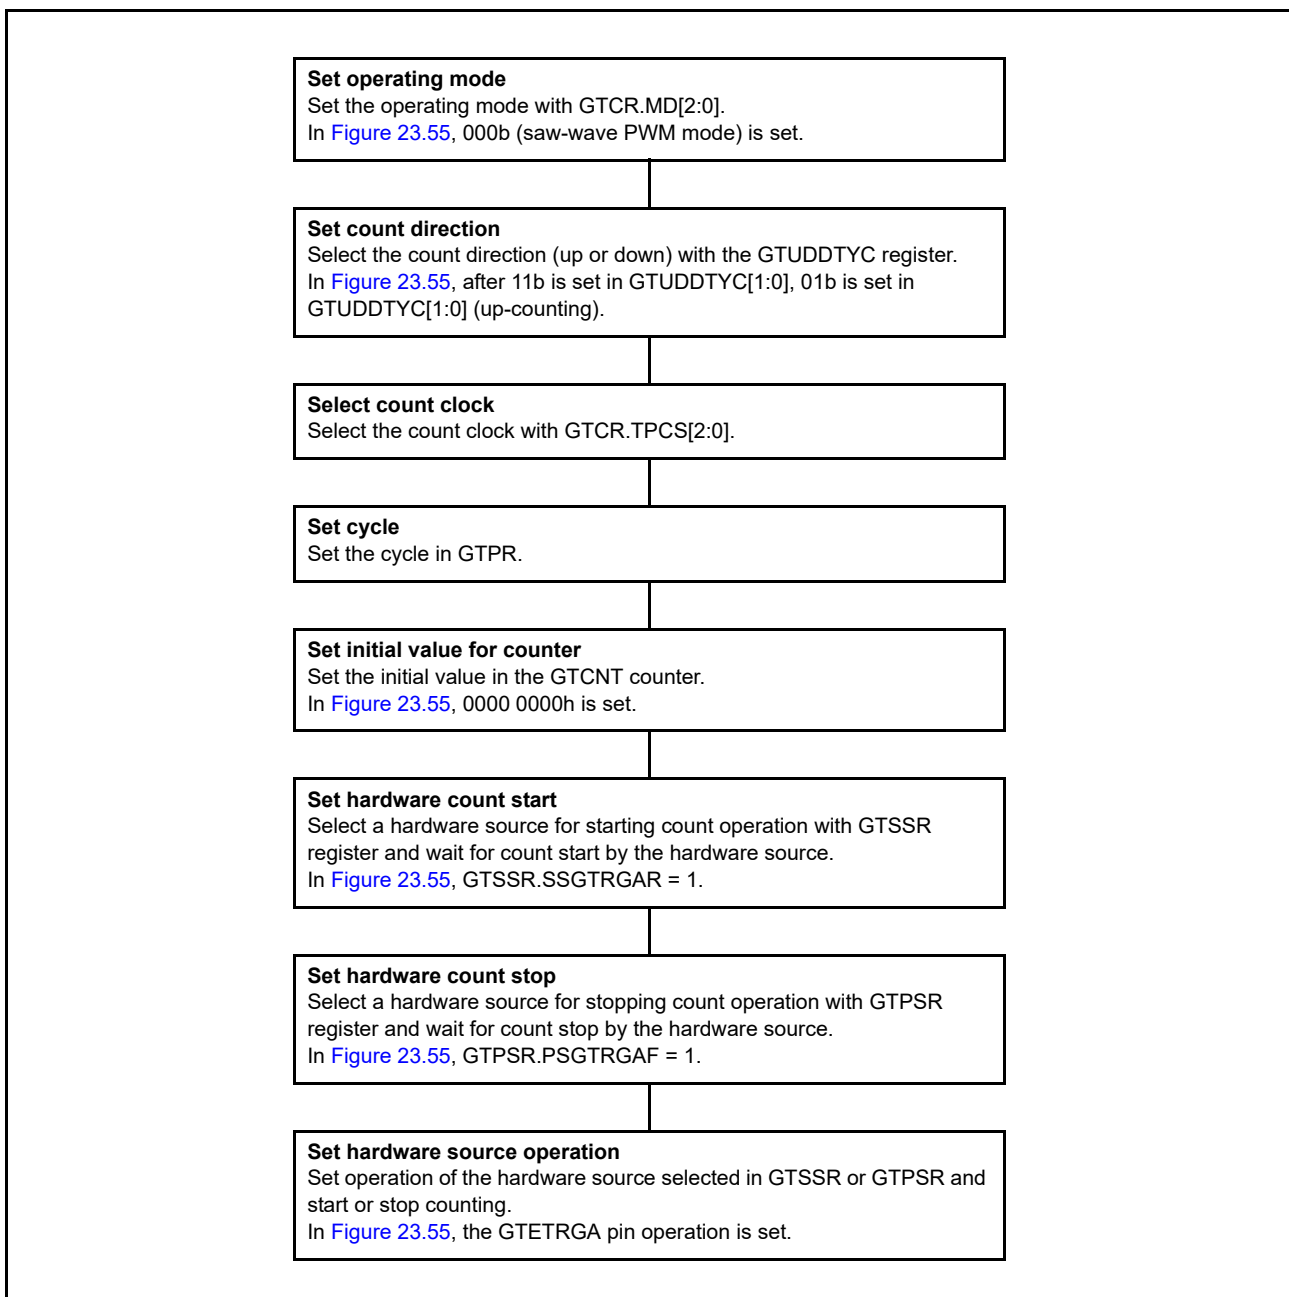 Set operating mode
Set the operating mode with GTCR.MD[2:0].
In Figure 23.55, 000b (saw-wave PWM mode) is set.
Set count direction
Select the count direction (up or down) with the GTUDDTYC register.
In Figure 23.55, after 11b is set in GTUDDTYC[1:0], 01b is set in
GTUDDTYC[1:0] (up-counting).
Select count clock
Select the count clock with GTCR.TPCS[2:0].
Set cycle
Set the cycle in GTPR.
Set initial value for counter
Set the initial value in the GTCNT counter.
In Figure 23.55, 0000 0000h is set.
Set hardware count start
Select a hardware source for starting count operation with GTSSR
register and wait for count start by the hardware source.
In Figure 23.55, GTSSR.SSGTRGAR = 1.
Set hardware count stop
Select a hardware source for stopping count operation with GTPSR
register and wait for count stop by the hardware source.
In Figure 23.55, GTPSR.PSGTRGAF = 1.
Set hardware source operation
Set operation of the hardware source selected in GTSSR or GTPSR and
start or stop counting.
In Figure 23.55, the GTETRGA pin operation is set.